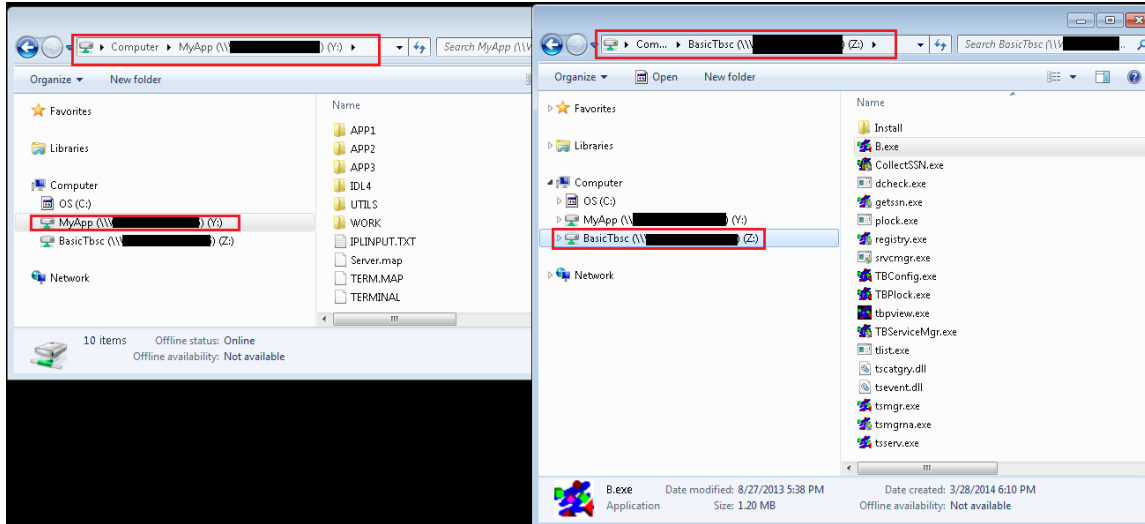 Computer ▸ MyApp (\\\ ) (Y:) ▸
Search MyApp (\\\
Organize
New folder
Favorites
Libraries
Computer
OS (C:)
MyApp (\\\ ) (Y:)
BasicTbsc (\\\ ) (Z:)
Network
Name
APP1
APP2
APP3
IDL4
UTILS
WORK
IPLINPUT.TXT
Server.map
TERM.MAP
TERMINAL
10 items Offline status: Online
Offline availability: Not available
Com... ▸ BasicTbsc (\\\ ) (Z:) ▸
Search BasicTbsc (\\V ...
Organize
Open
New folder
Favorites
Libraries
Computer
OS (C:)
MyApp (\\ ) (Y:)
BasicTbsc (\\\ ) (Z:)
Network
Name
Install
B.exe
CollectSSN.exe
dcheck.exe
getssn.exe
plock.exe
registry.exe
srvcmgr.exe
TBConfig.exe
TBPlock.exe
tbpview.exe
TBServiceMgr.exe
tlist.exe
tscatgry.dll
tsevent.dll
tsmgr.exe
tsmgrna.exe
tsserv.exe
B.exe Date modified: 8/27/2013 5:38 PM Date created: 3/28/2014 6:10 PM
Application Size: 1.20 MB Offline availability: Not available